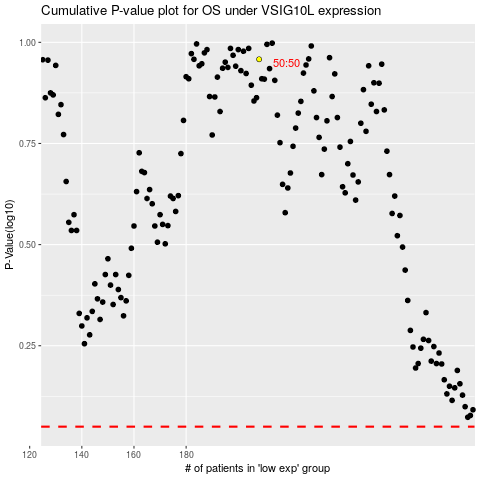 Cumulative P-value plot for OS under VSIG10L expression
1.00
50:50
0.75
0.50
0.25
P-Value(log10)
120 140 160 180
# of patients in 'low exp' group